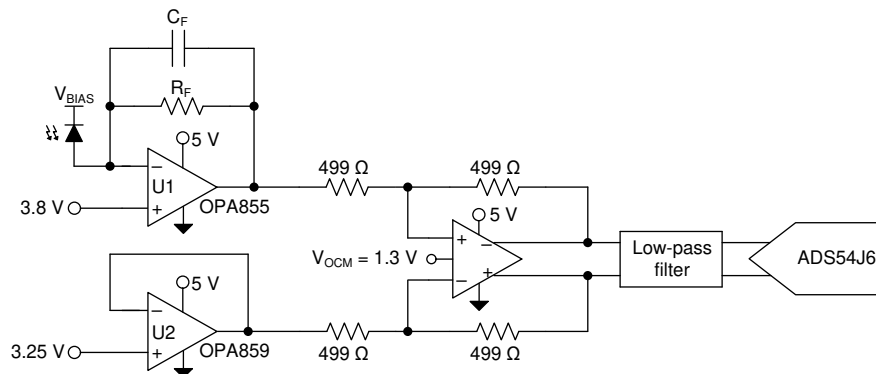 C_F
R_F
V_BIAS
5 V
−
U1
+
OPA855
3.8 V
499 Ω
499 Ω
5 V
+
−
V_OCM = 1.3 V
−
+
Low-pass
filter
ADS54J6
5 V
−
U2
+
OPA859
3.25 V
499 Ω
499 Ω